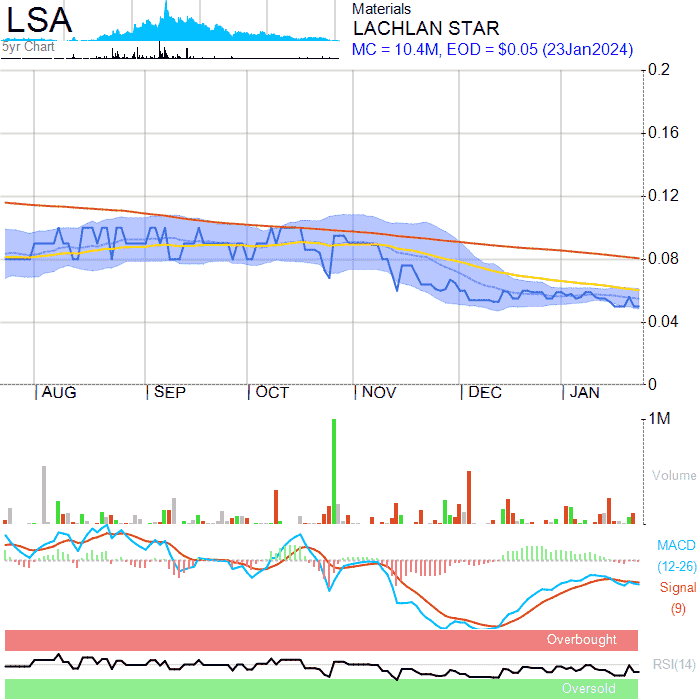 LSA
5yr Chart
Materials
LACHLAN STAR
MC = 10.4M, EOD = $0.05 (23Jan2024)
0.2
0.16
0.12
0.08
0.04
0
AUG SEP OCT NOV DEC JAN
1M
Volume
MACD
(12-26)
Signal
(9)
Overbought
RSI(14)
Oversold